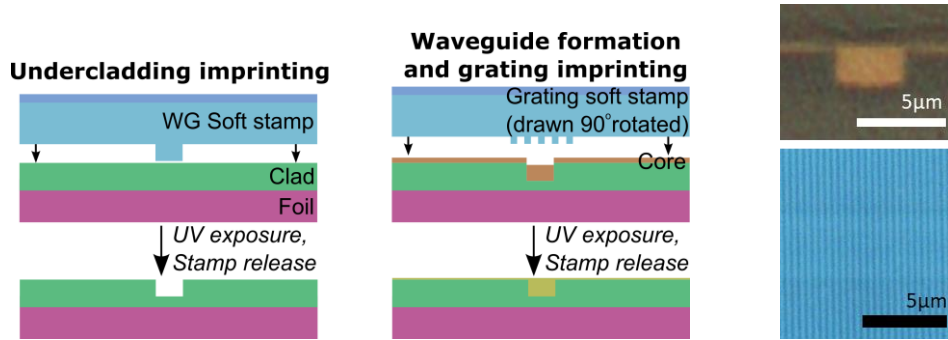 Undercladding imprinting
WG Soft stamp
Clad
Foil
UV exposure,
Stamp release
Waveguide formation
and grating imprinting
Grating soft stamp
(drawn 90°rotated)
Core
UV exposure,
Stamp release
5μm
5μm